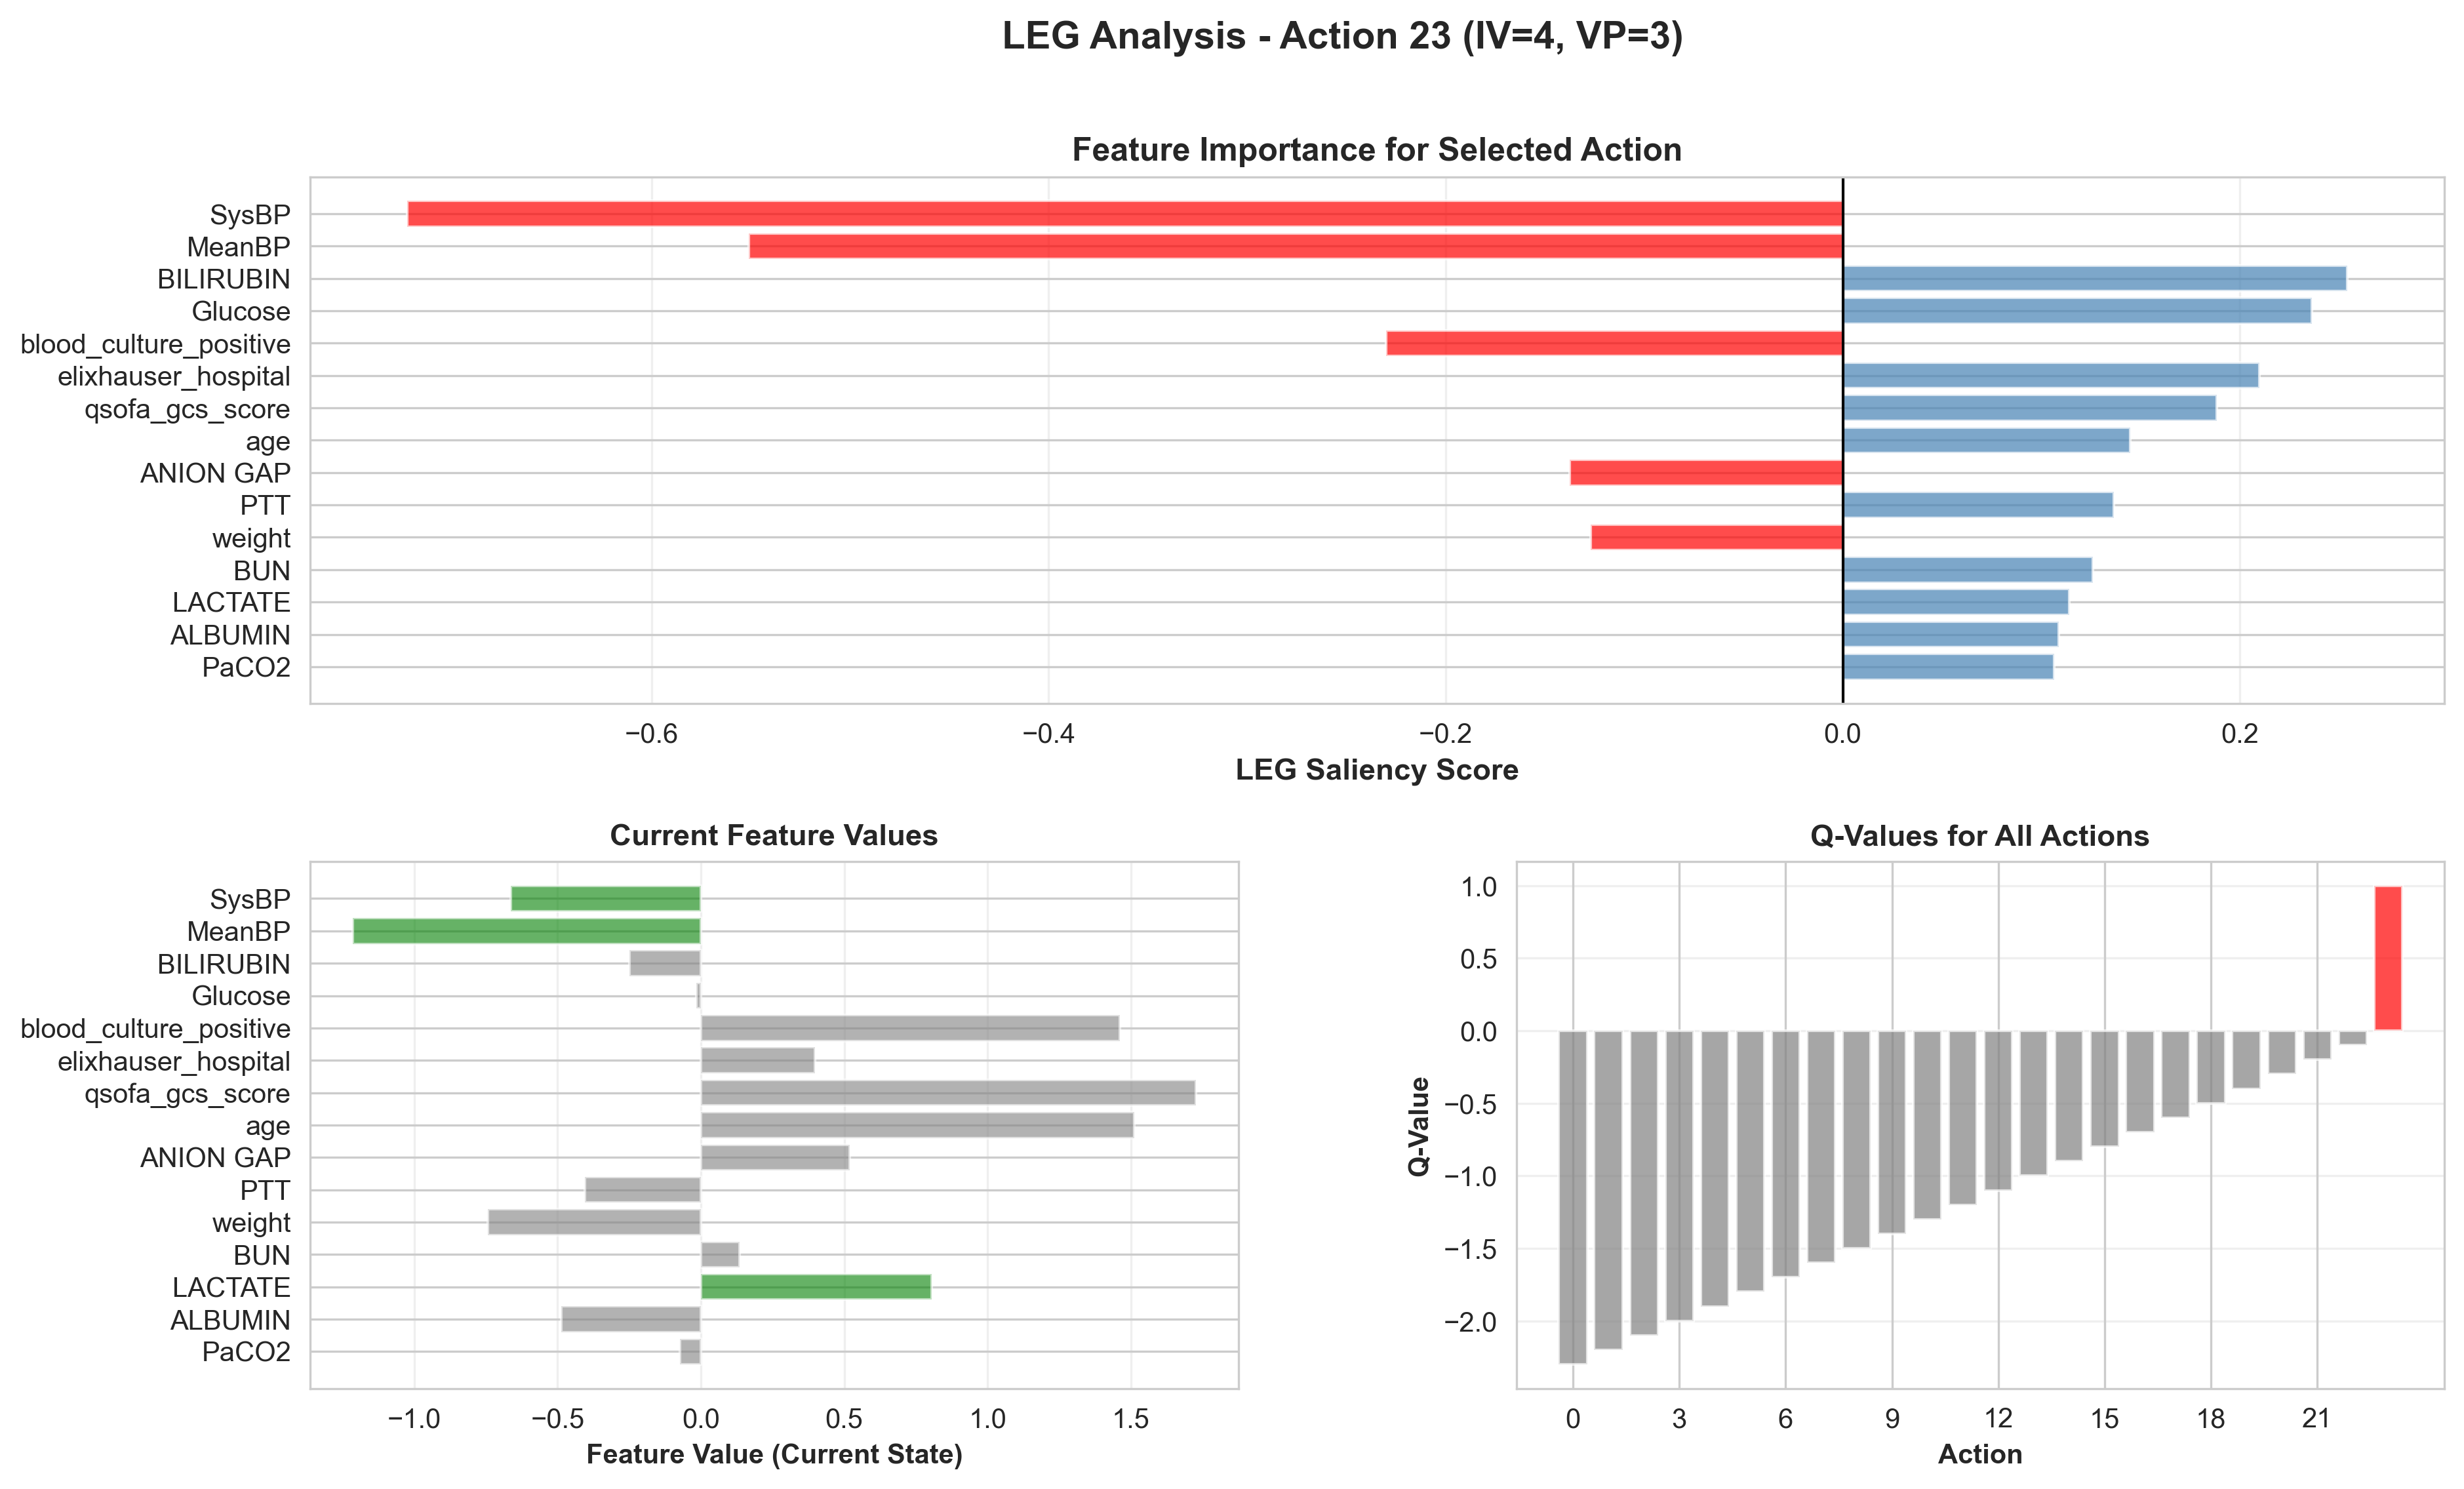 LEG Analysis - Action 23 (IV=4, VP=3)
Feature Importance for Selected Action
SysBP
MeanBP
BILIRUBIN
Glucose
blood_culture_positive
elixhauser_hospital
qsofa_gcs_score
age
ANION GAP
PTT
weight
BUN
LACTATE
ALBUMIN
PaCO2
−0.6 −0.4 −0.2 0.0 0.2
LEG Saliency Score
Current Feature Values
SysBP
MeanBP
BILIRUBIN
Glucose
blood_culture_positive
elixhauser_hospital
qsofa_gcs_score
age
ANION GAP
PTT
weight
BUN
LACTATE
ALBUMIN
PaCO2
−1.0 −0.5 0.0 0.5 1.0 1.5
Feature Value (Current State)
Q-Values for All Actions
1.0
0.5
0.0
−0.5
−1.0
−1.5
−2.0
Q-Value
0 3 6 9 12 15 18 21
Action